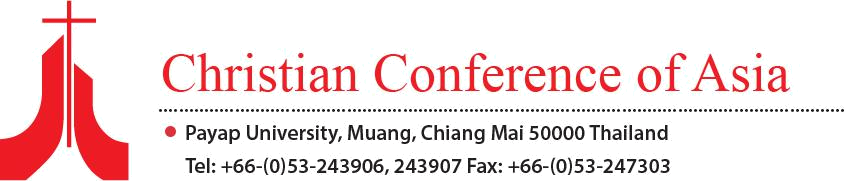 Christian Conference of Asia
Payap University, Muang, Chiang Mai 50000 Thailand
Tel: +66-(0)53-243906, 243907 Fax: +66-(0)53-247303